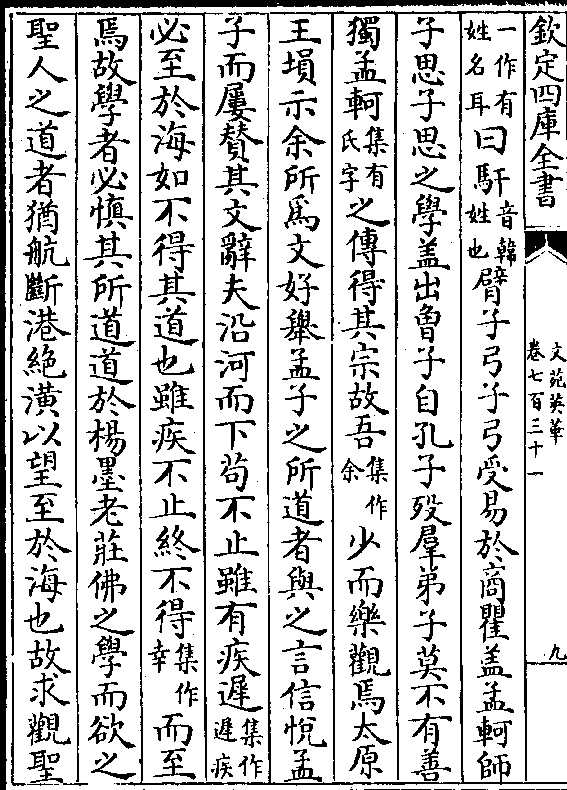 欽定四庫全書
文苑英華
卷七百三十一
九
一作有姓名耳曰馯音韓姓也臂子弓子弓受易於商瞿盖孟軻師
子思子思之學盖出魯子自孔子歿羣弟子莫不有善
獨孟軻集有氏字之傳得其宗故吾集作余少而樂觀焉太原
王塤示余所為文好舉孟子之所道者與之言信悅孟
子而屢賛其文辭夫沿河而下茍不止雖有疾遲集作遲疾
必至於海如不得其道也雖疾不止終不得集作幸而至
焉故學者必慎其所道道於楊墨老莊佛之學而欲之
聖人之道者猶航斷港絕潢以望至於海也故求觀聖